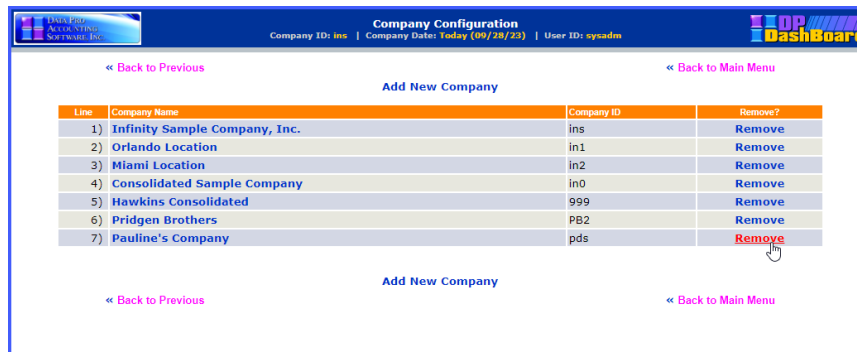 DATA PRO
ACCOUNTING
SOFTWARE, INC.
Company Configuration
Company ID: ins | Company Date: Today (09/28/23) | User ID: sysadm
DP
DashBoard
« Back to Previous « Back to Main Menu
Add New Company
Line Company Name Company ID Remove?
1) Infinity Sample Company, Inc. ins Remove
2) Orlando Location in1 Remove
3) Miami Location in2 Remove
4) Consolidated Sample Company in0 Remove
5) Hawkins Consolidated 999 Remove
6) Pridgen Brothers PB2 Remove
7) Pauline's Company pds Remove
Add New Company
« Back to Previous « Back to Main Menu